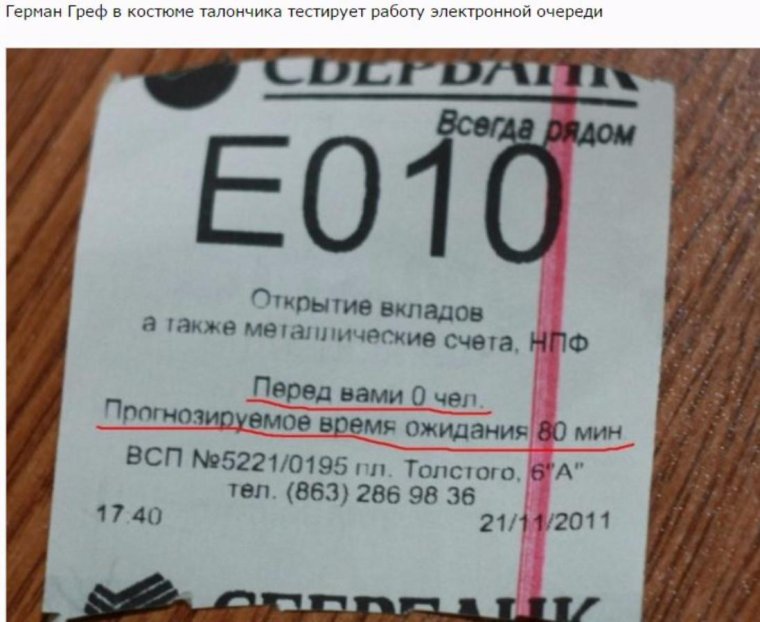 Герман Греф в костюме талончика тестирует работу электронной очереди
СБЕРБАНК
Всегда рядом
E010
Открытие вкладов
а также металлические счета, НПФ
Перед вами 0 чел.
Прогнозируемое время ожидания 80 мин.
ВСП №5221/0195 пл. Толстого, 6"А"
тел. (863) 286 98 36
17:40 21/11/2011
СБЕРБАНК